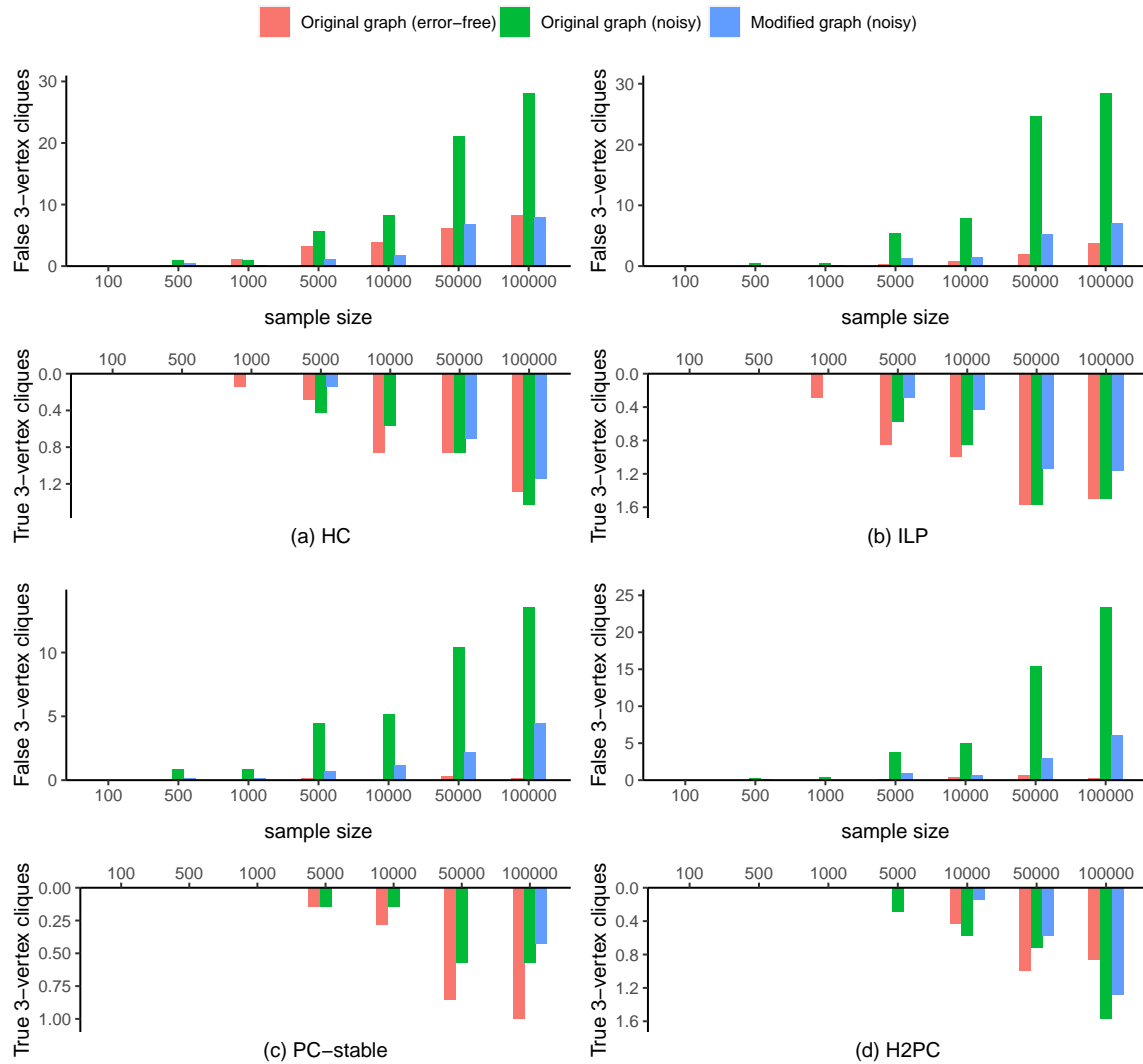 Original graph (error−free) Original graph (noisy) Modified graph (noisy)
False 3−vertex cliques
30
20
10
0
100 500 1000 5000 10000 50000 100000
sample size
True 3−vertex cliques
100 500 1000 5000 10000 50000 100000
0.0
0.4
0.8
1.2
(a) HC
False 3−vertex cliques
30
20
10
0
100 500 1000 5000 10000 50000 100000
sample size
True 3−vertex cliques
100 500 1000 5000 10000 50000 100000
0.0
0.4
0.8
1.2
1.6
(b) ILP
False 3−vertex cliques
10
5
0
100 500 1000 5000 10000 50000 100000
sample size
True 3−vertex cliques
100 500 1000 5000 10000 50000 100000
0.00
0.25
0.50
0.75
1.00
(c) PC−stable
False 3−vertex cliques
25
20
15
10
5
0
100 500 1000 5000 10000 50000 100000
sample size
True 3−vertex cliques
100 500 1000 5000 10000 50000 100000
0.0
0.4
0.8
1.2
1.6
(d) H2PC